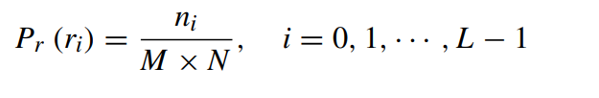 P_r (r_i) = n_i / M × N, i = 0, 1, ··· , L − 1